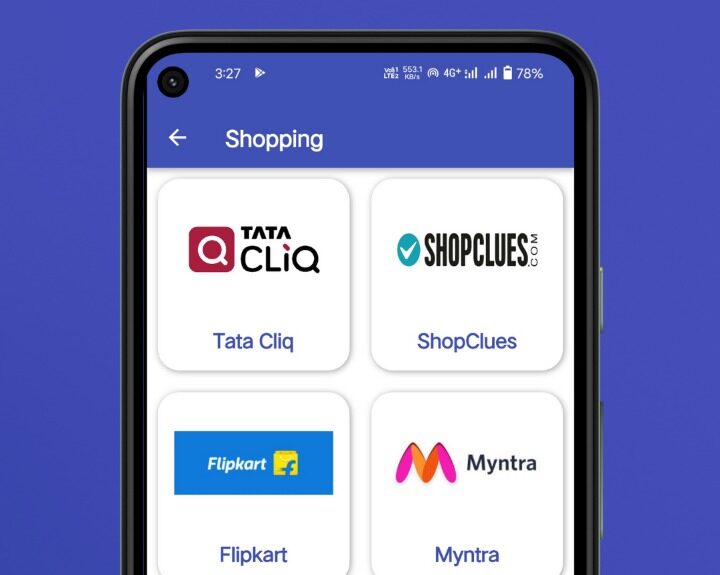 3:27
Vo1
LTE2
553.1
KB/s
4G+
78%
Shopping
TATA
CLiQ
SHOPCLUES.COM
Tata Cliq
ShopClues
Flipkart
Myntra
Flipkart
Myntra